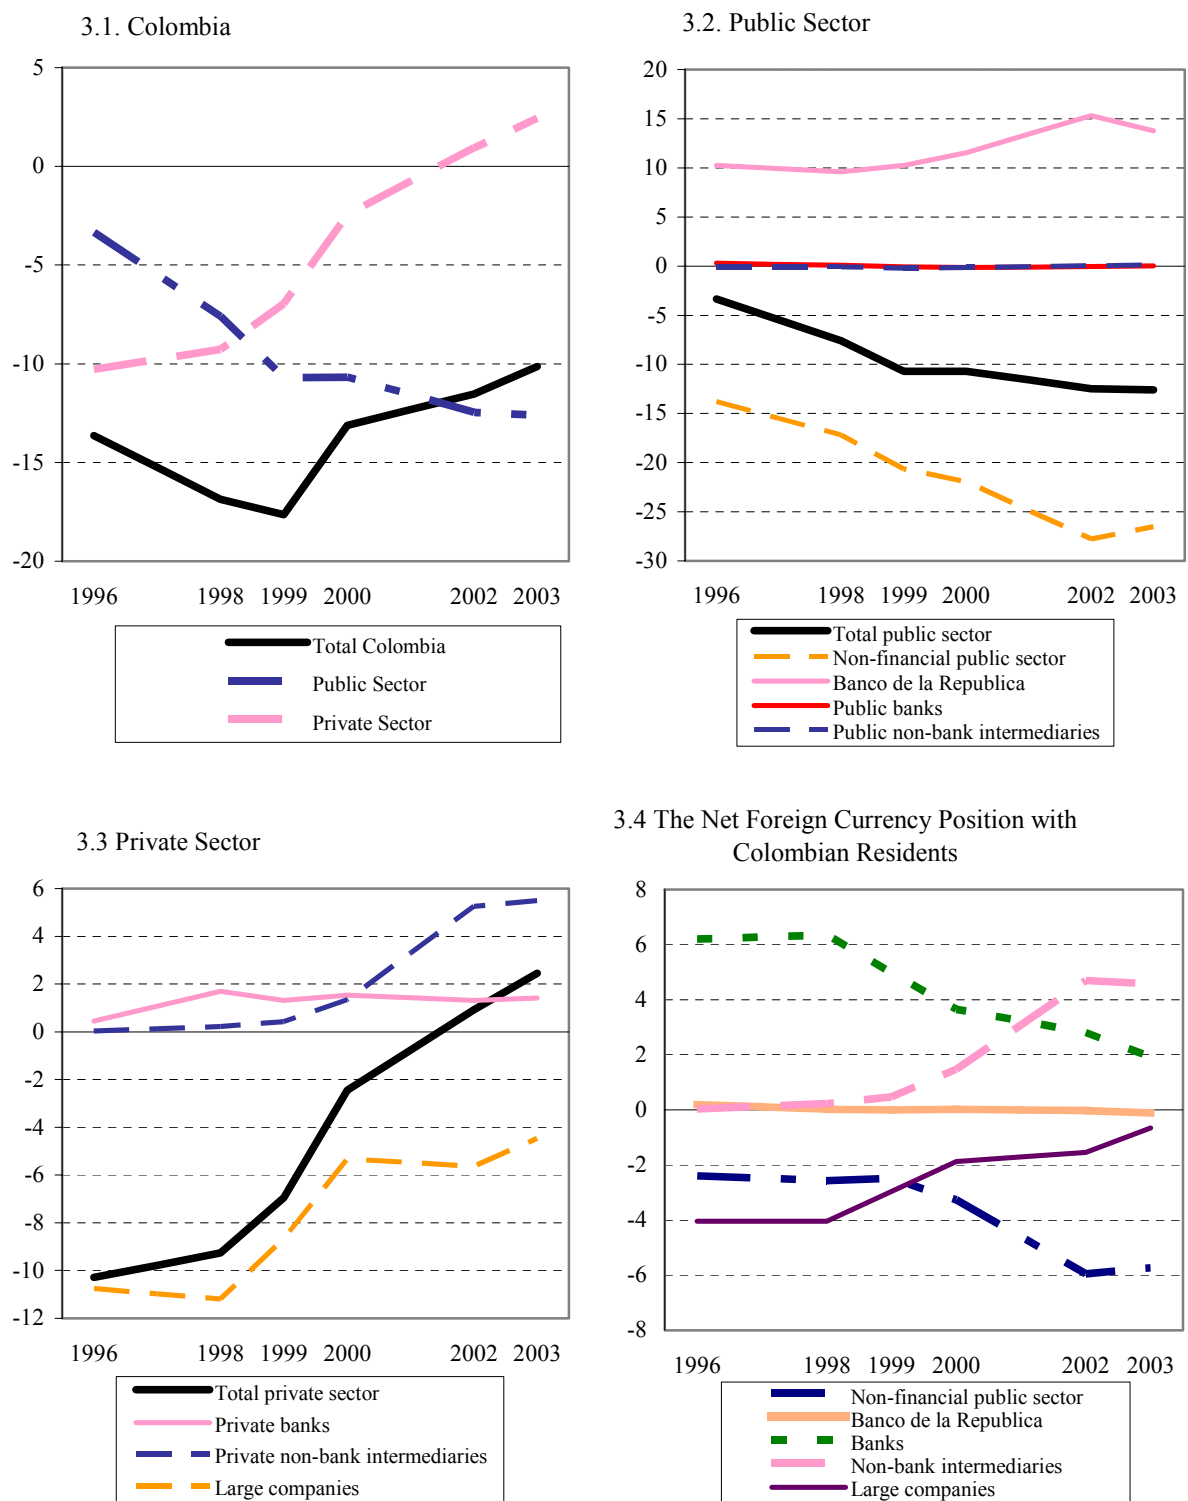 3.1. Colombia
5
0
-5
-10
-15
-20
1996 1998 1999 2000 2002 2003
Total Colombia
Public Sector
Private Sector
3.2. Public Sector
20
15
10
5
0
-5
-10
-15
-20
-25
-30
1996 1998 1999 2000 2002 2003
Total public sector
Non-financial public sector
Banco de la Republica
Public banks
Public non-bank intermediaries
3.3 Private Sector
6
4
2
0
-2
-4
-6
-8
-10
-12
1996 1998 1999 2000 2002 2003
Total private sector
Private banks
Private non-bank intermediaries
Large companies
3.4 The Net Foreign Currency Position with
Colombian Residents
8
6
4
2
0
-2
-4
-6
-8
1996 1998 1999 2000 2002 2003
Non-financial public sector
Banco de la Republica
Banks
Non-bank intermediaries
Large companies